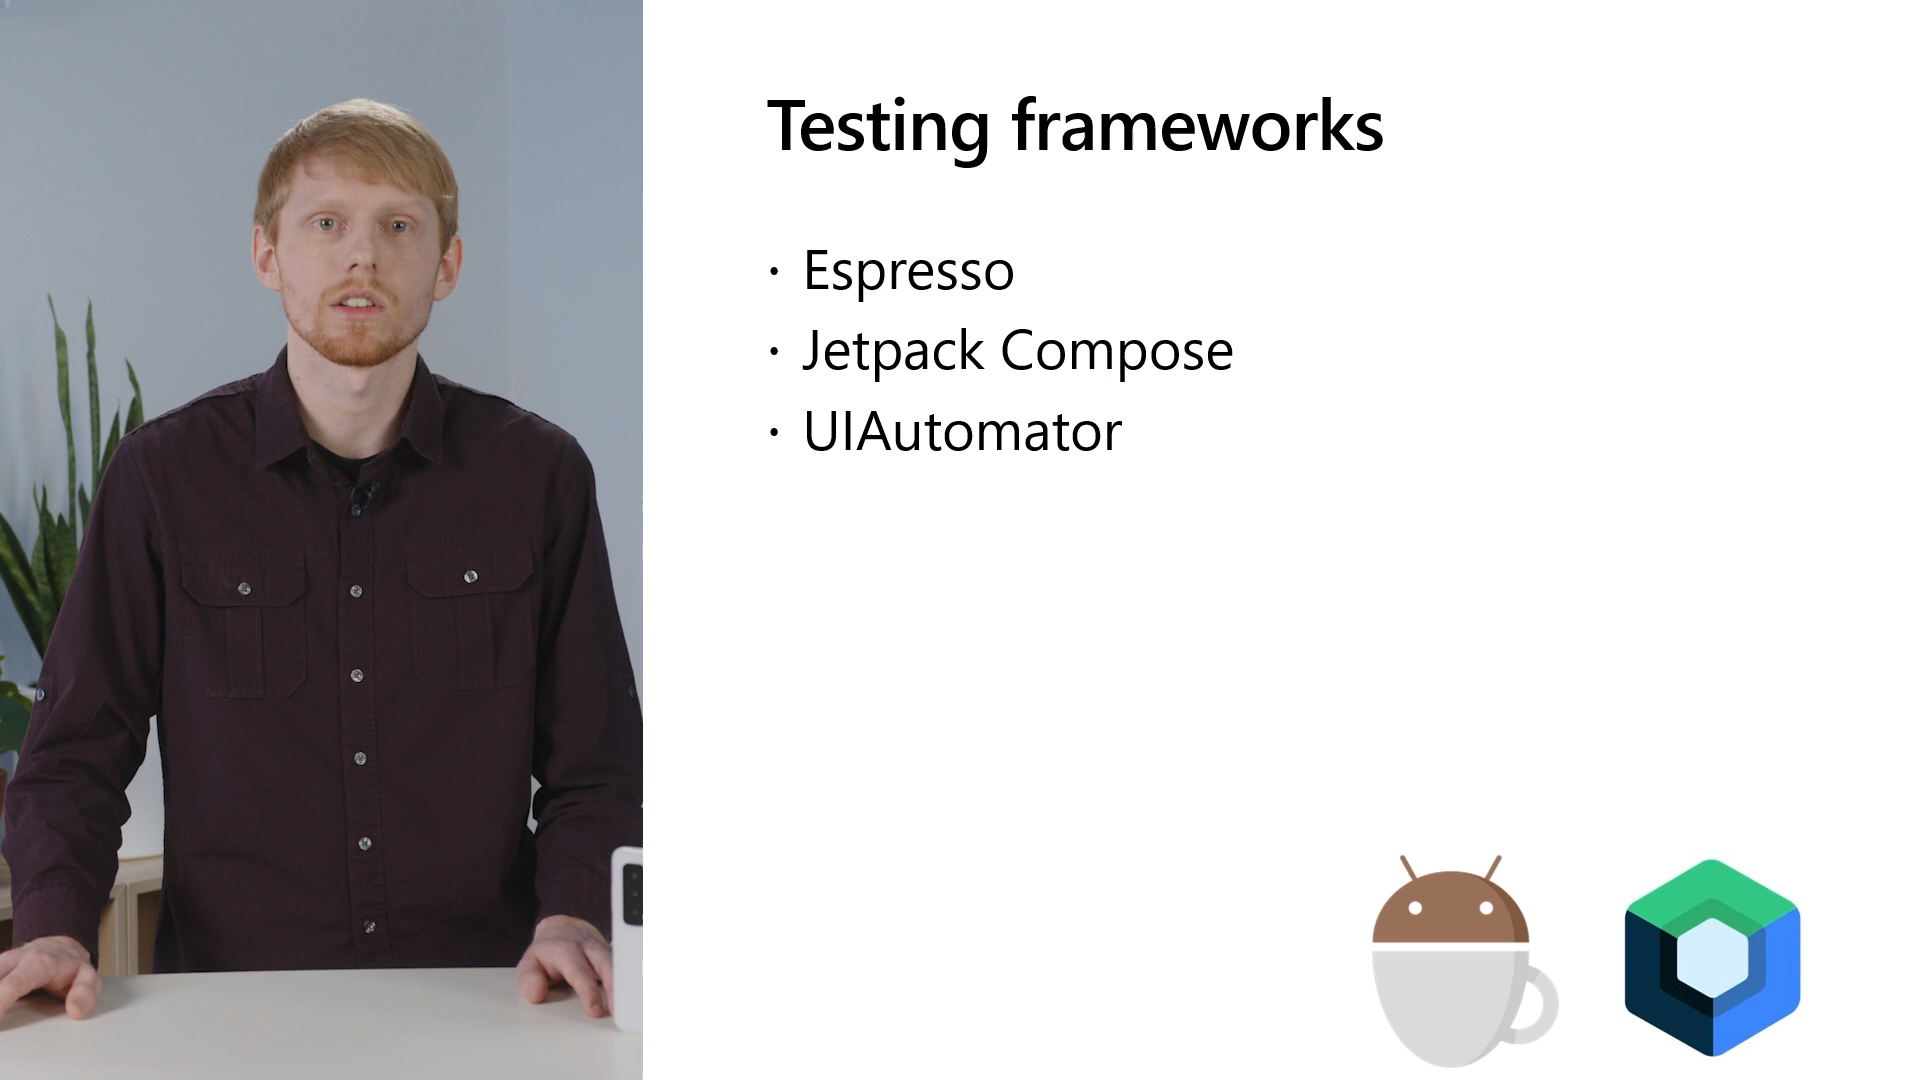 Testing frameworks
· Espresso
· Jetpack Compose
· UIAutomator